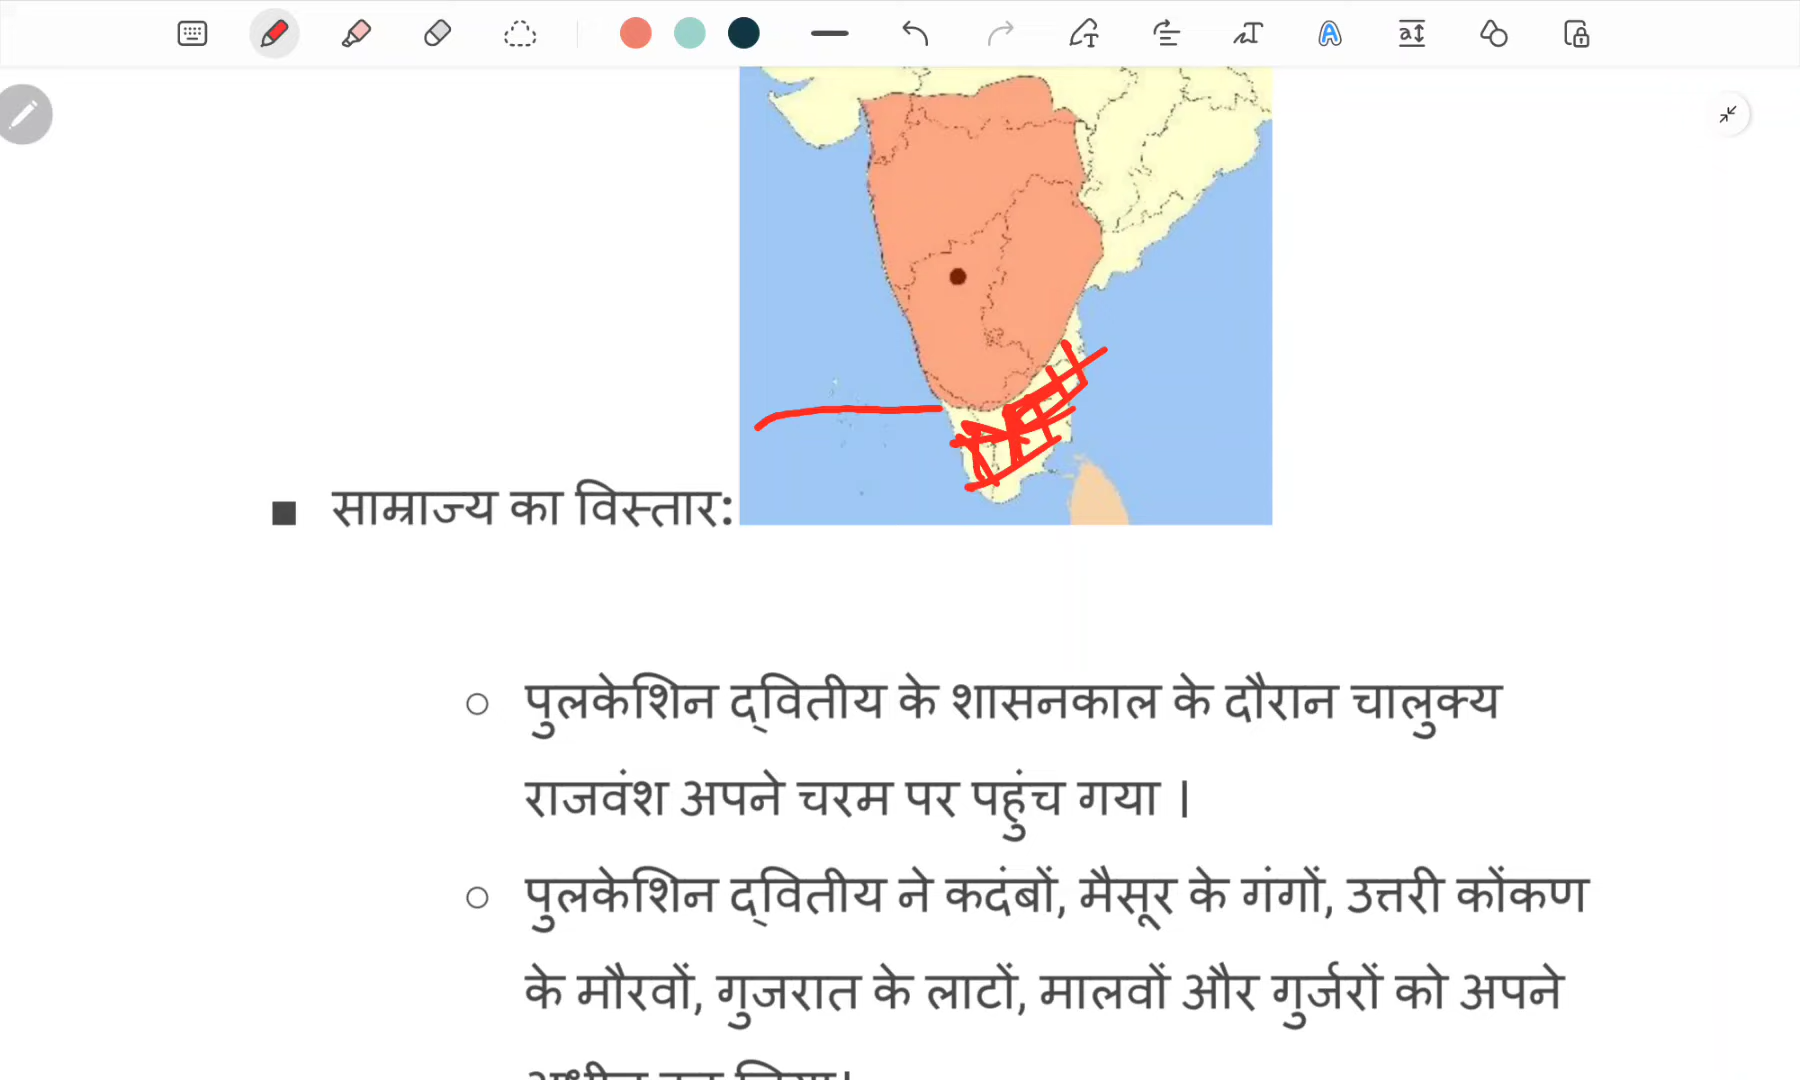 साम्राज्य का विस्तार:
पुलकेशिन द्वितीय के शासनकाल के दौरान चालुक्य
राजवंश अपने चरम पर पहुंच गया ।
पुलकेशिन द्वितीय ने कदंबों, मैसूर के गंगों, उत्तरी कोंकण
के मौरवों, गुजरात के लाटों, मालवों और गुर्जरों को अपने